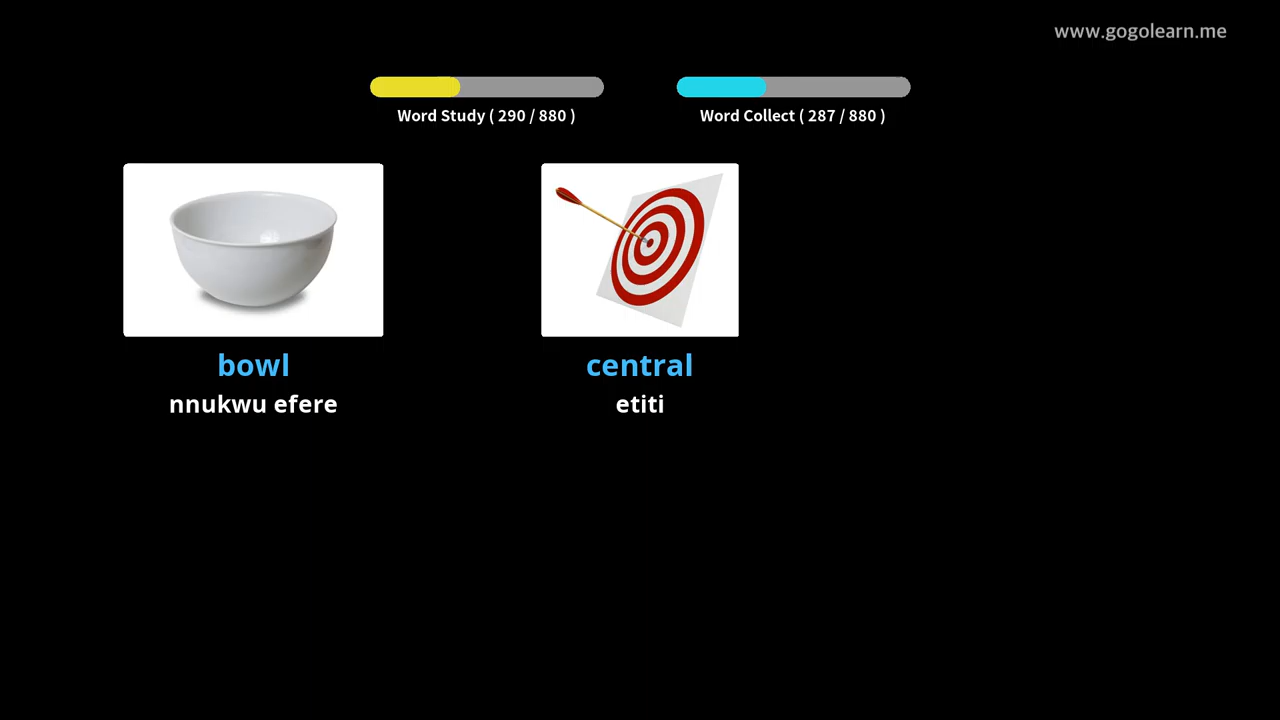 www.gogolearn.me
Word Study ( 290 / 880 )
Word Collect ( 287 / 880 )
bowl
nnukwu efere
central
etiti